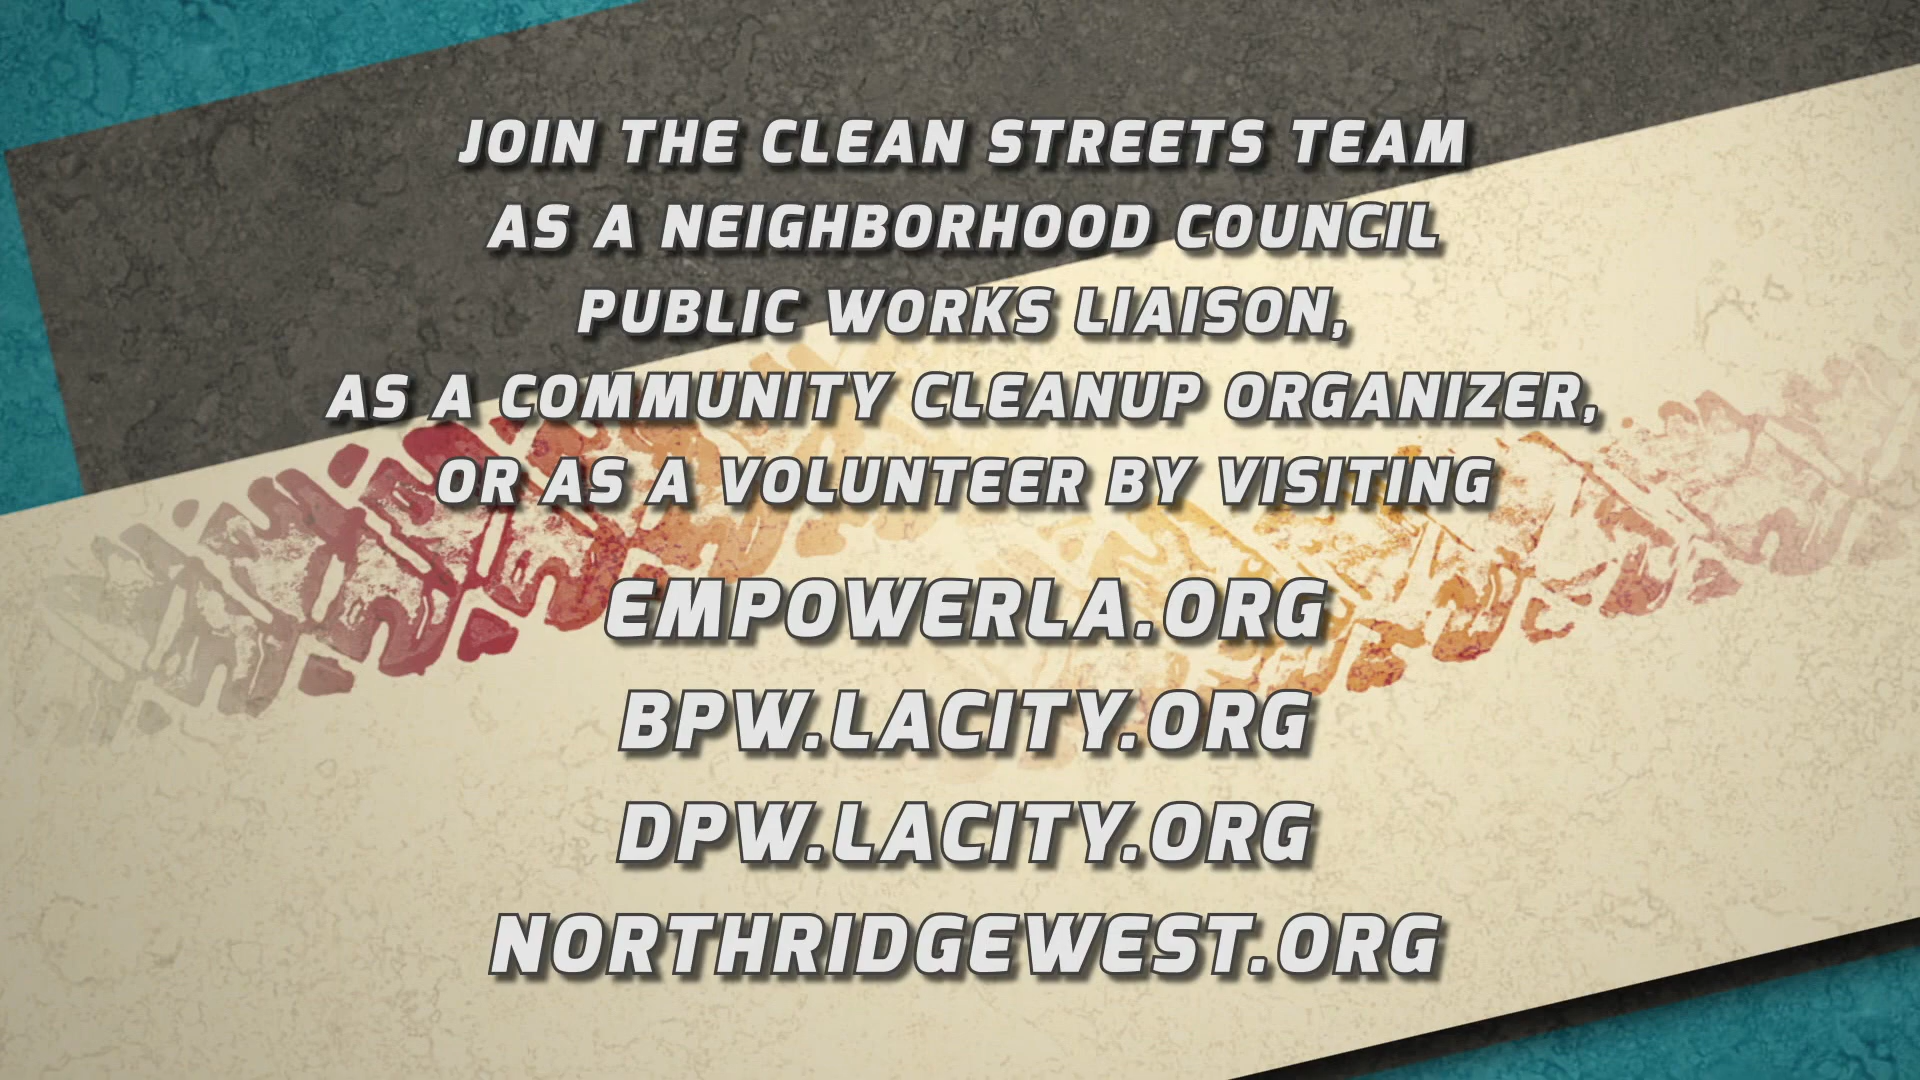 JOIN THE CLEAN STREETS TEAM
AS A NEIGHBORHOOD COUNCIL
PUBLIC WORKS LIAISON,
AS A COMMUNITY CLEANUP ORGANIZER,
OR AS A VOLUNTEER BY VISITING
EMPOWERLA.ORG
BPW.LACITY.ORG
DPW.LACITY.ORG
NORTHRIDGEWEST.ORG